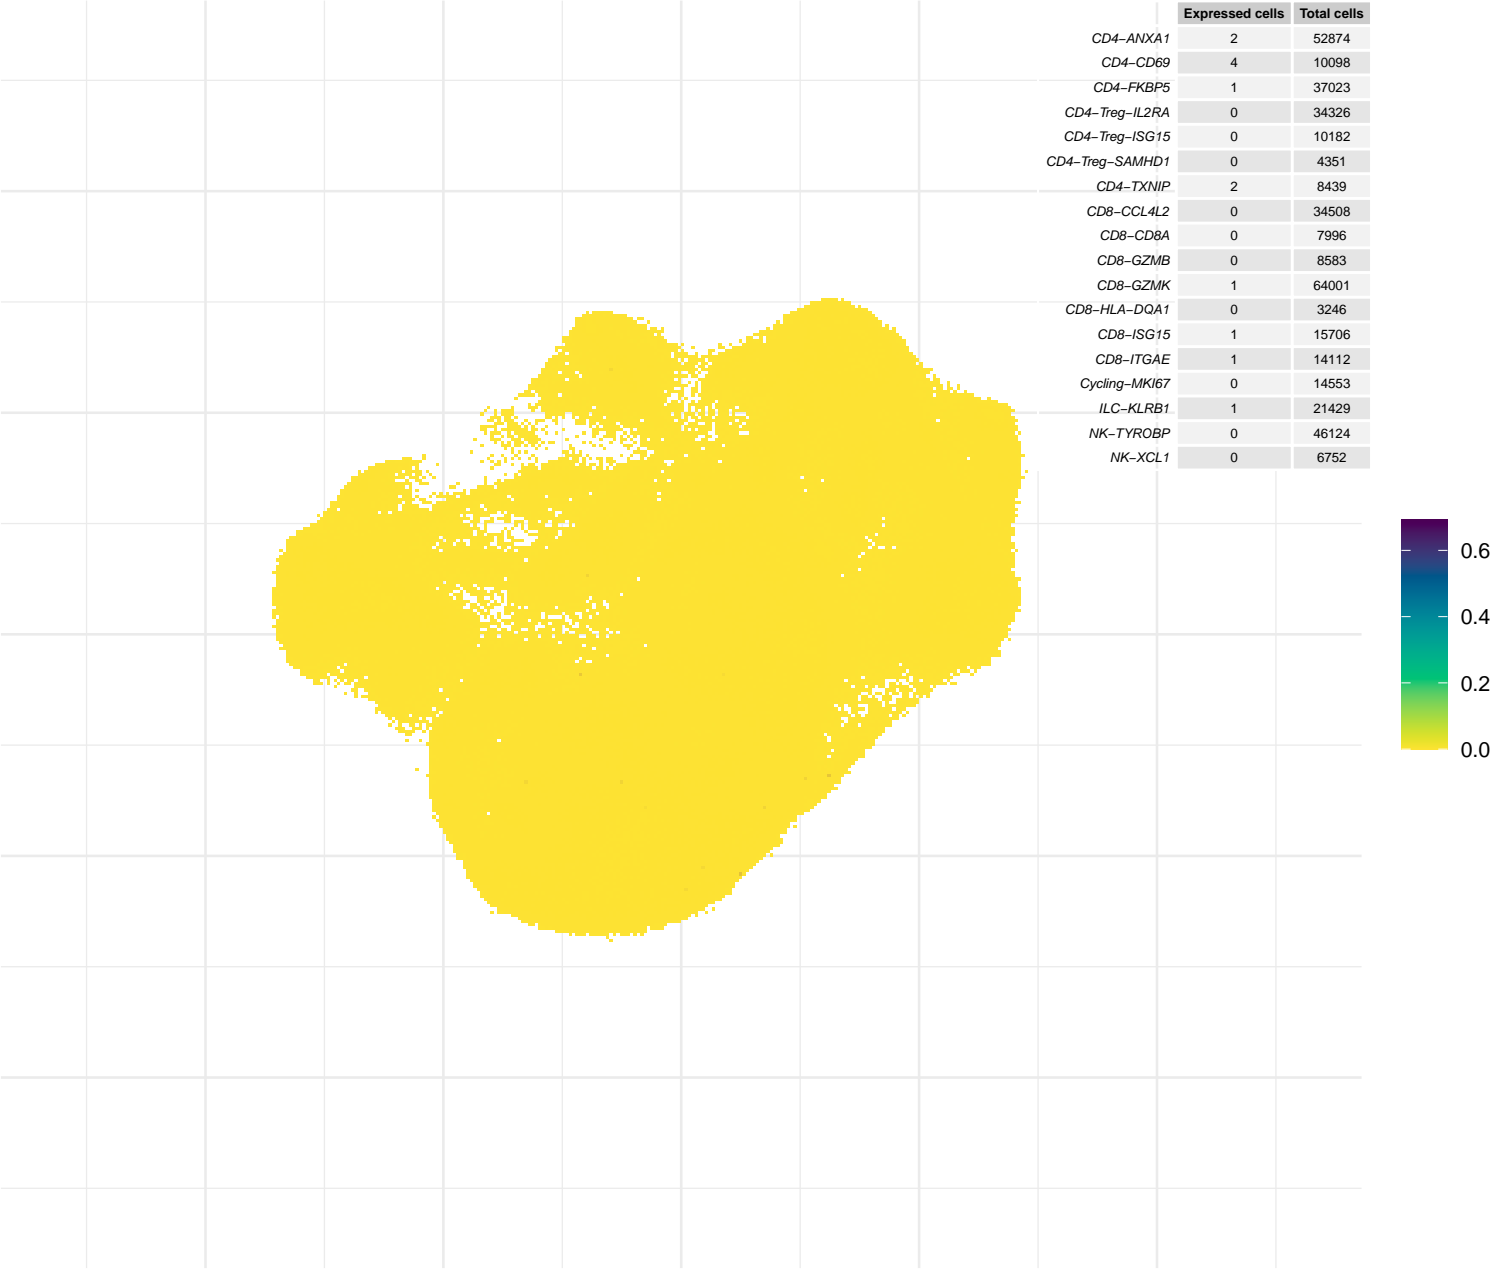 Expressed cells Total cells
CD4−ANXA1 2 52874
CD4−CD69 4 10098
CD4−FKBP5 1 37023
CD4−Treg−IL2RA 0 34326
CD4−Treg−ISG15 0 10182
CD4−Treg−SAMHD1 0 4351
CD4−TXNIP 2 8439
CD8−CCL4L2 0 34508
CD8−CD8A 0 7996
CD8−GZMB 0 8583
CD8−GZMK 1 64001
CD8−HLA−DQA1 0 3246
CD8−ISG15 1 15706
CD8−ITGAE 1 14112
Cycling−MKI67 0 14553
ILC−KLRB1 1 21429
NK−TYROBP 0 46124
NK−XCL1 0 6752
0.6
0.4
0.2
0.0